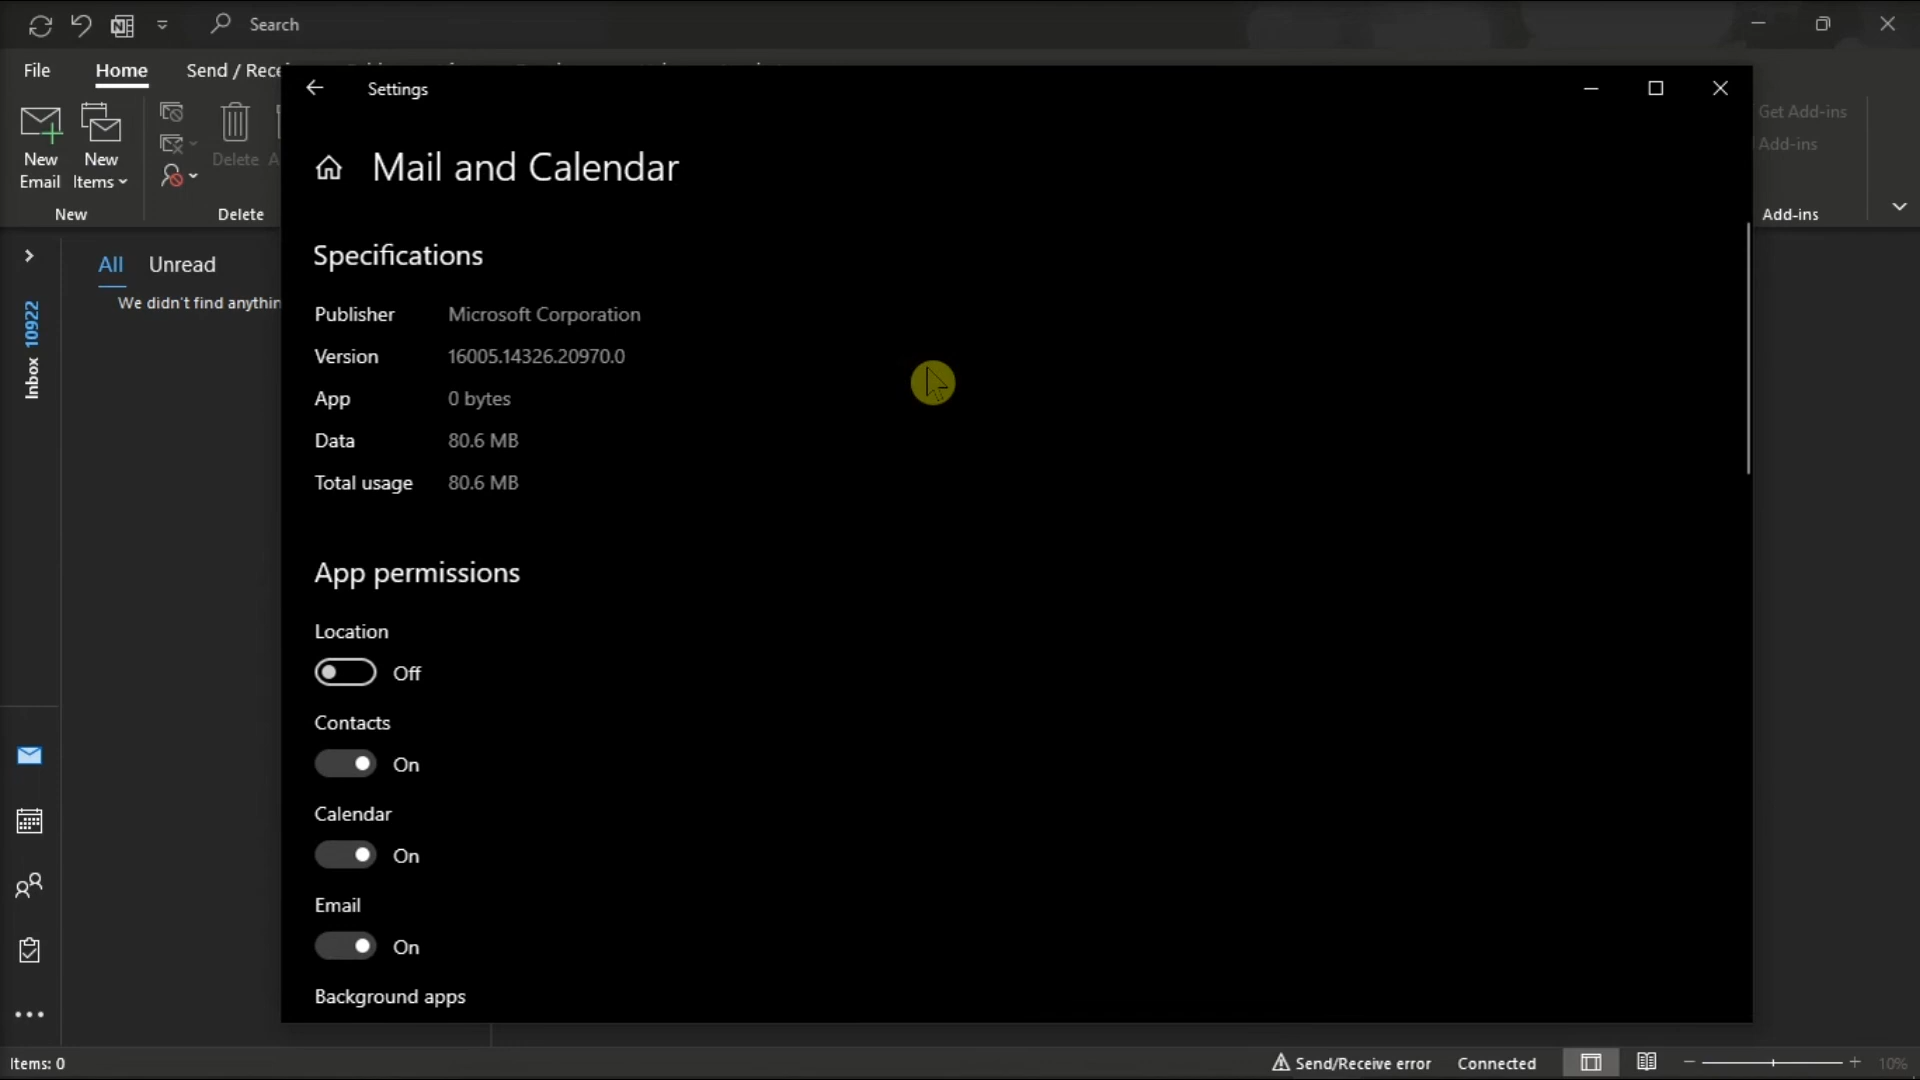 Search
File
Home
Send / Rece
Get Add-ins
Add-ins
New
Email
New
Items
Delete
New
Delete
Add-ins
Settings
Mail and Calendar
Specifications
Publisher Microsoft Corporation
Version 16005.14326.20970.0
App 0 bytes
Data 80.6 MB
Total usage 80.6 MB
App permissions
Location
Off
Contacts
On
Calendar
On
Email
On
Background apps
All Unread
We didn't find anythin
Inbox 10922
Items: 0
Send/Receive error
Connected
10%